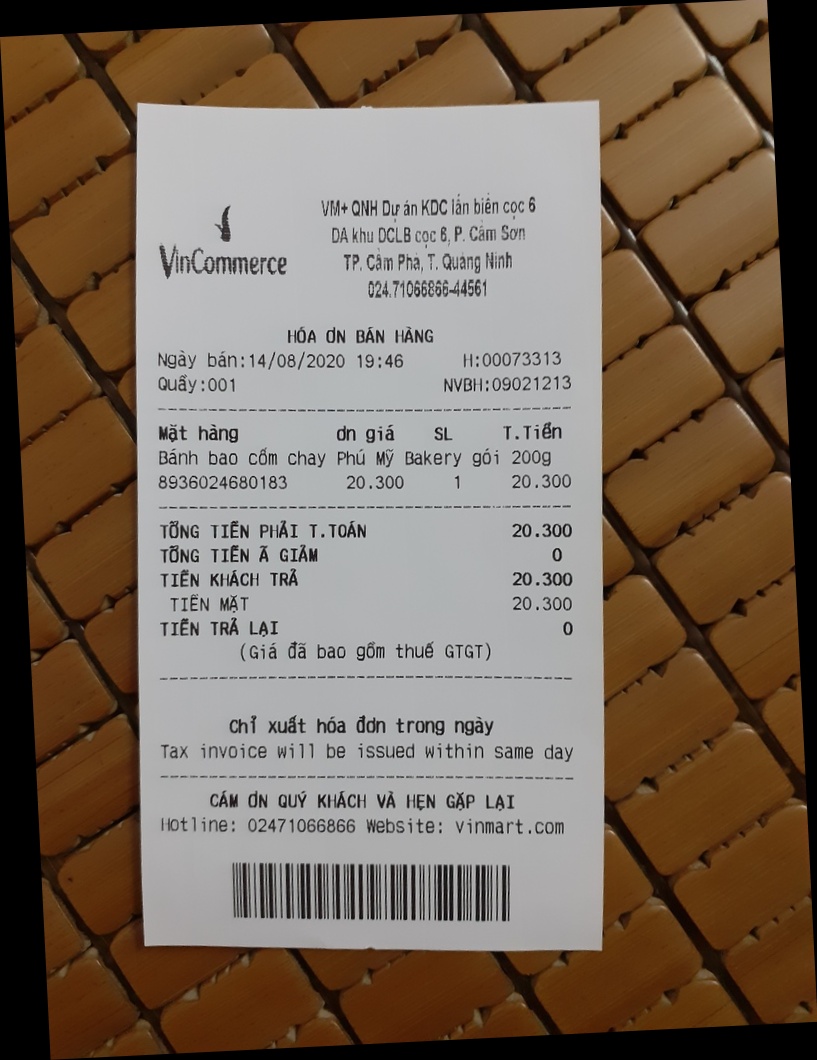 VinCommerce
VM+ QNH Dự án KDC lấn biển cọc 6
DA khu DCLB cọc 6, P. Cẩm Sơn
TP. Cẩm Phả, T. Quảng Ninh
024.71066866-44561
HÓA ƠN BÁN HÀNG
Ngày bán:14/08/2020 19:46 H:00073313
Quầy:001 NVBH:09021213
Mặt hàng ơn giá SL T.Tiền
Bánh bao cốm chay Phú Mỹ Bakery gói 200g
8936024680183 20.300 1 20.300
TỔNG TIỀN PHẢI T.TOÁN 20.300
TỔNG TIỀN Ã GIẢM 0
TIỀN KHÁCH TRẢ 20.300
TIỀN MẶT 20.300
TIỀN TRẢ LẠI 0
(Giá đã bao gồm thuế GTGT)
Chỉ xuất hóa đơn trong ngày
Tax invoice will be issued within same day
CẢM ƠN QUÝ KHÁCH VÀ HẸN GẶP LẠI
Hotline: 02471066866 Website: vinmart.com